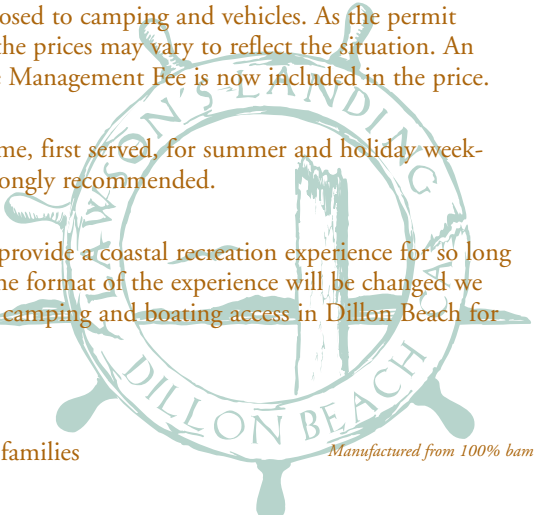 osed to camping and vehicles. As the permit
the prices may vary to reflect the situation. An
e Management Fee is now included in the price.
me, first served, for summer and holiday week-
ongly recommended.
provide a coastal recreation experience for so long
he format of the experience will be changed we
camping and boating access in Dillon Beach for
families
Manufactured from 100% bam
LAWSON'S LANDING
DILLON BEACH
CA